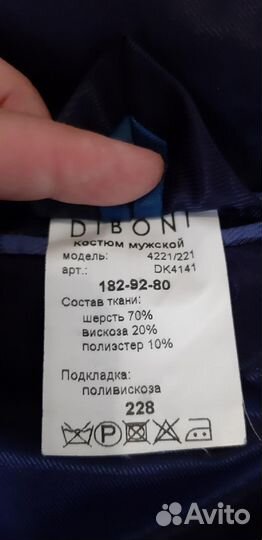 DIBONI
костюм мужской
модель: 4221/221
арт.: DK4141
182-92-80
Состав ткани:
шерсть 70%
вискоза 20%
полиэстер 10%
Подкладка:
поливискоза
228
P
Avito